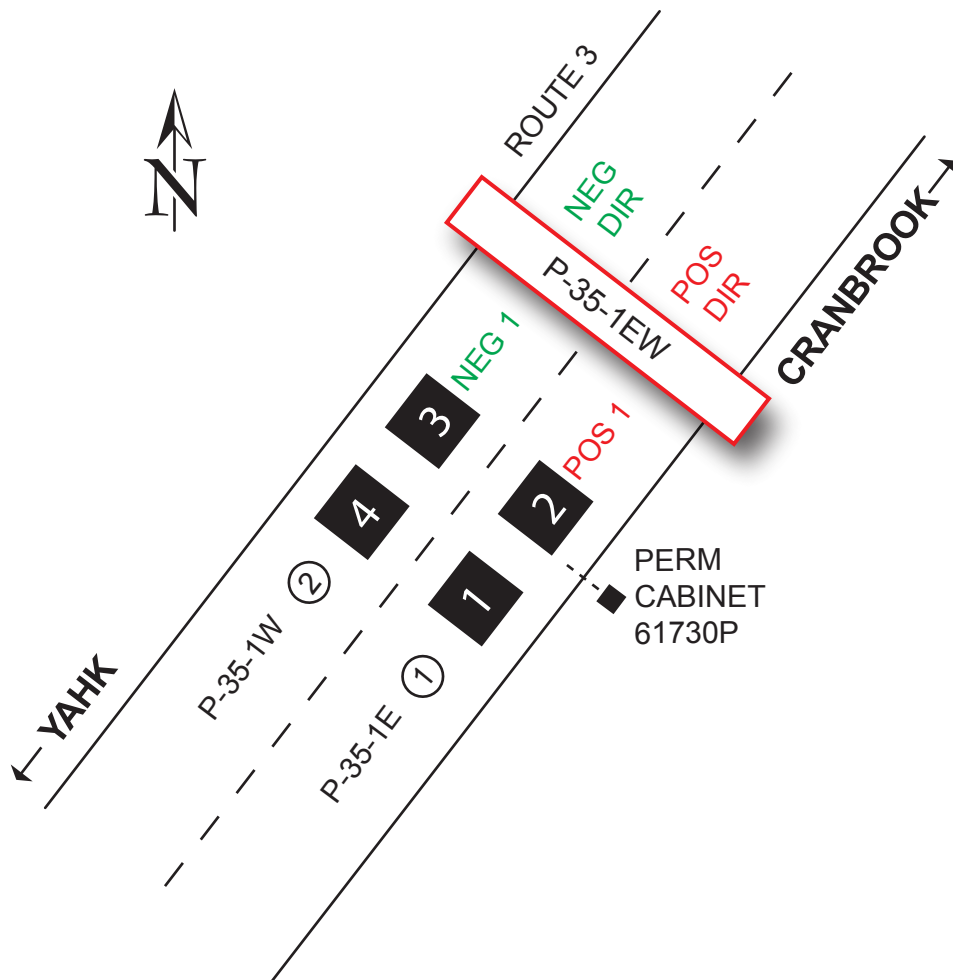 ROUTE 3
N
NEG
DIR
POS
DIR
P-35-1EW
CRANBROOK
NEG 1
3
POS 1
4
2
PERM
CABINET
61730P
2
1
P-35-1W
1
P-35-1E
YAHK